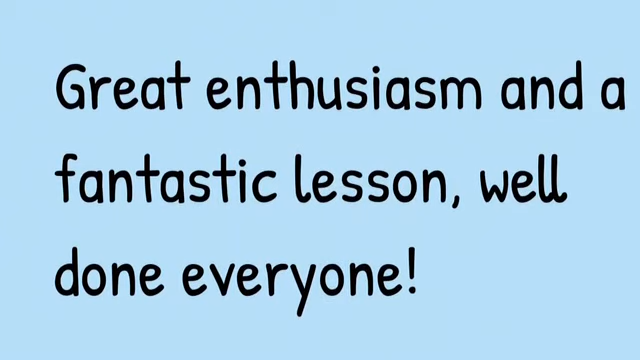 Great enthusiasm and a
fantastic lesson, well
done everyone!